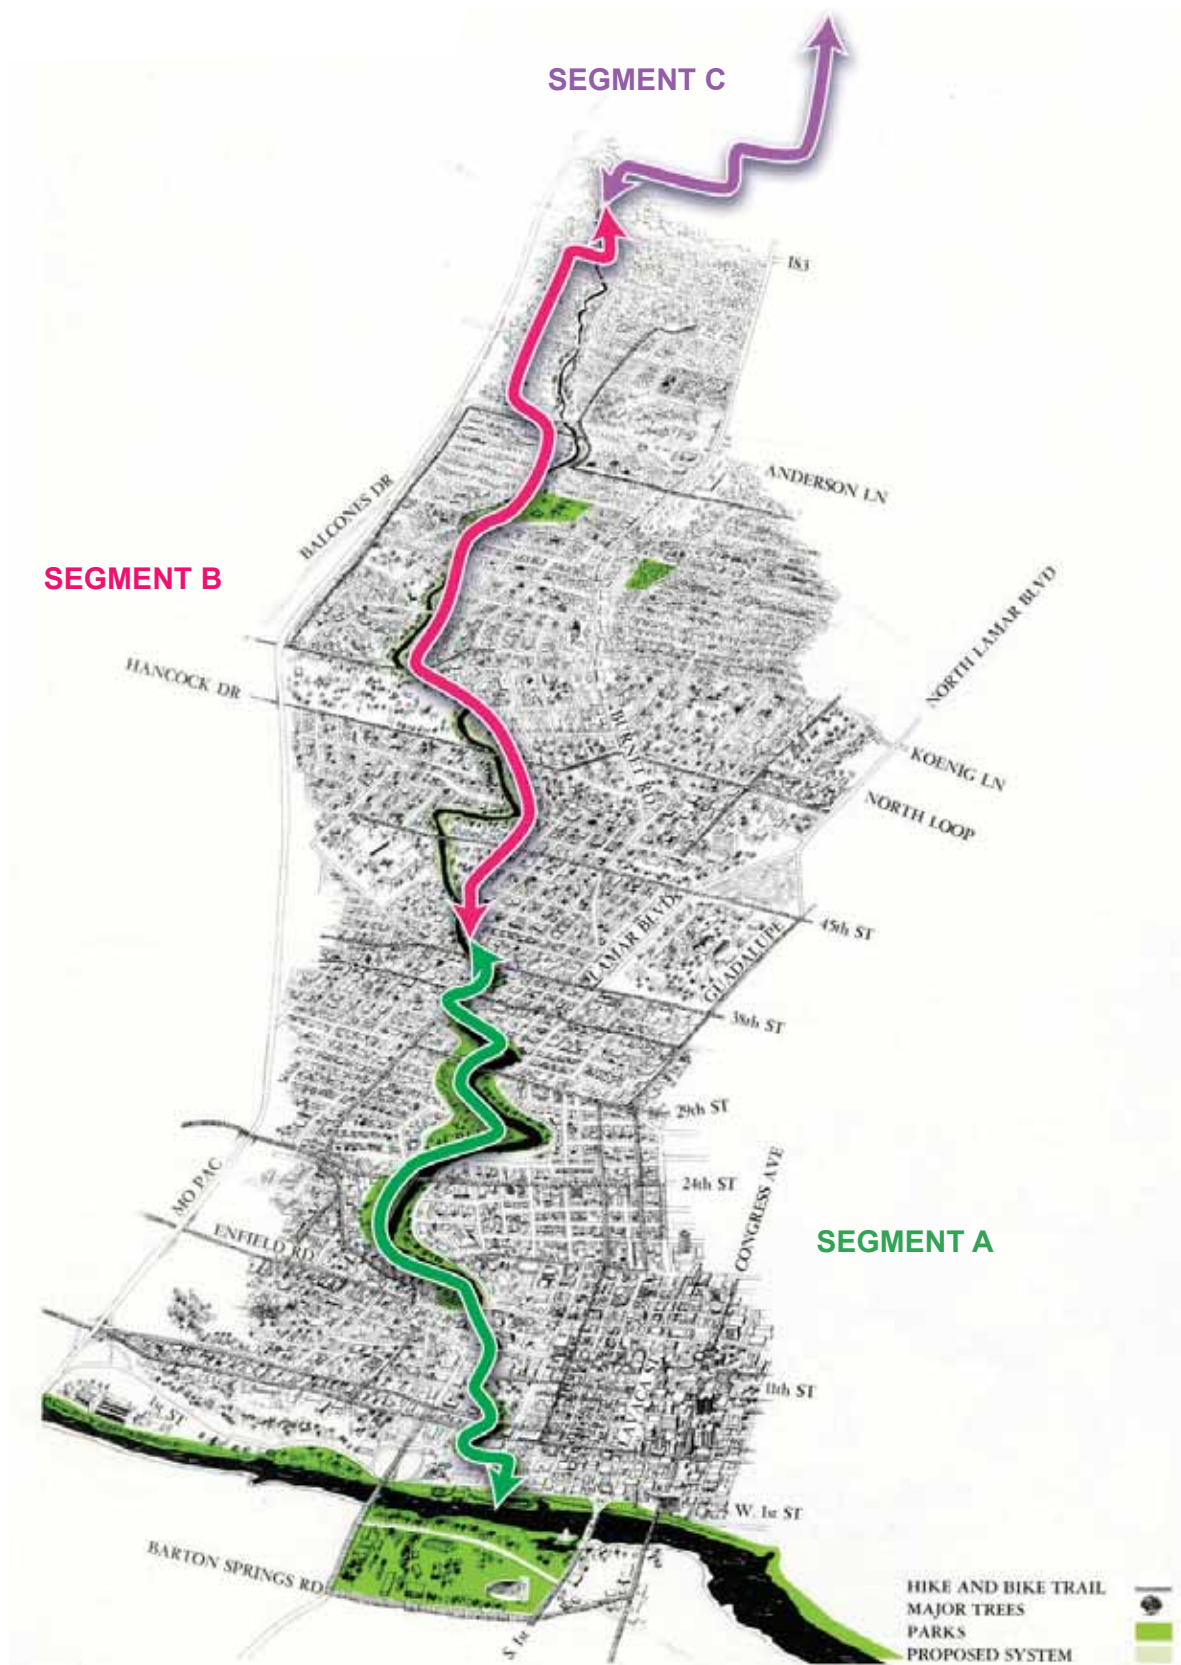 SEGMENT C
183
ANDERSON LN
BALCONES DR
SEGMENT B
NORTH LAMAR BLVD
HANCOCK DR
BURNET RD
KOENIG LN
NORTH LOOP
LAMAR BLVD
45th ST
GUADALUPE
38th ST
29th ST
24th ST
MO PAC
CONGRESS AVE
ENFIELD RD
SEGMENT A
LAVACA ST
11th ST
1st ST
W. 1st ST
BARTON SPRINGS RD
S. 1st
HIKE AND BIKE TRAIL
MAJOR TREES
PARKS
PROPOSED SYSTEM